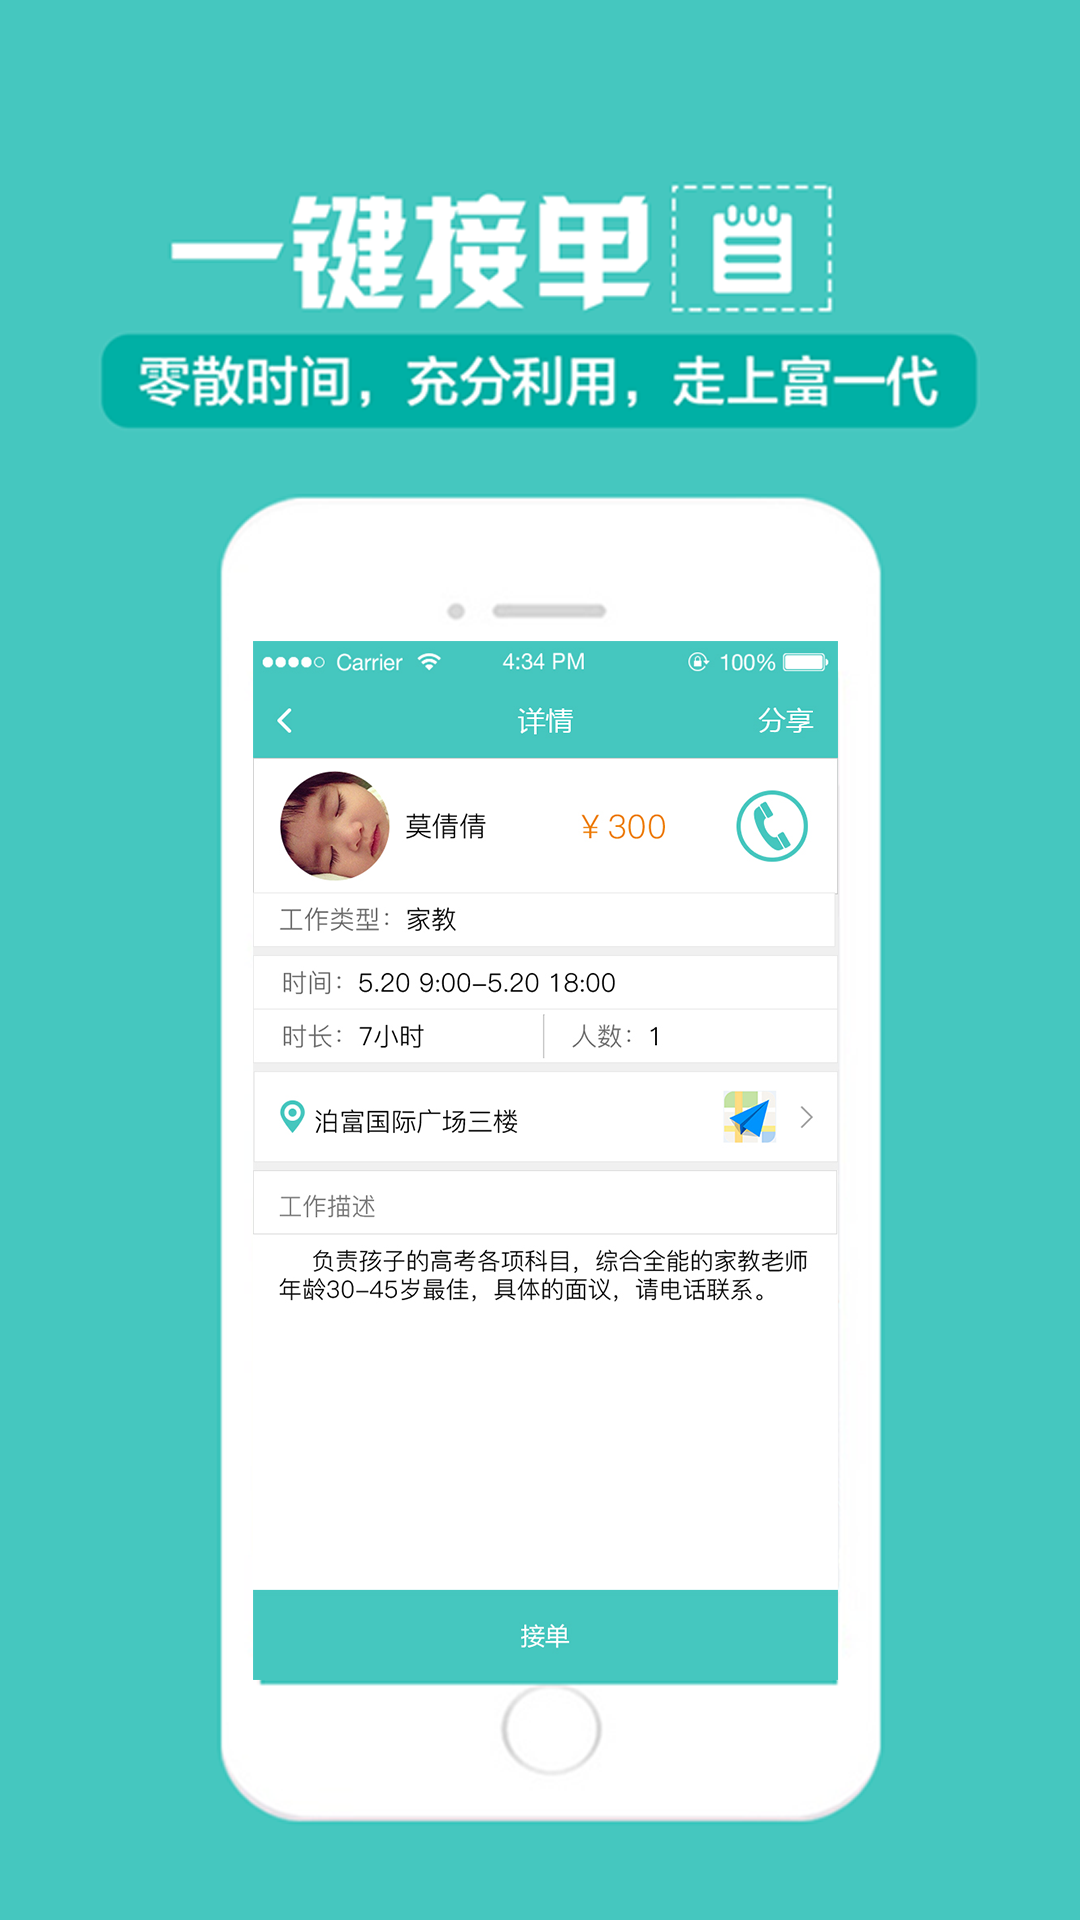 一键接单
零散时间，充分利用，走上富一代
Carrier 4:34 PM 100%
详情 分享
莫倩倩 ¥ 300
工作类型：家教
时间：5.20 9:00-5.20 18:00
时长：7小时 人数：1
泊富国际广场三楼
工作描述
负责孩子的高考各项科目，综合全能的家教老师
年龄30-45岁最佳，具体的面议，请电话联系。
接单